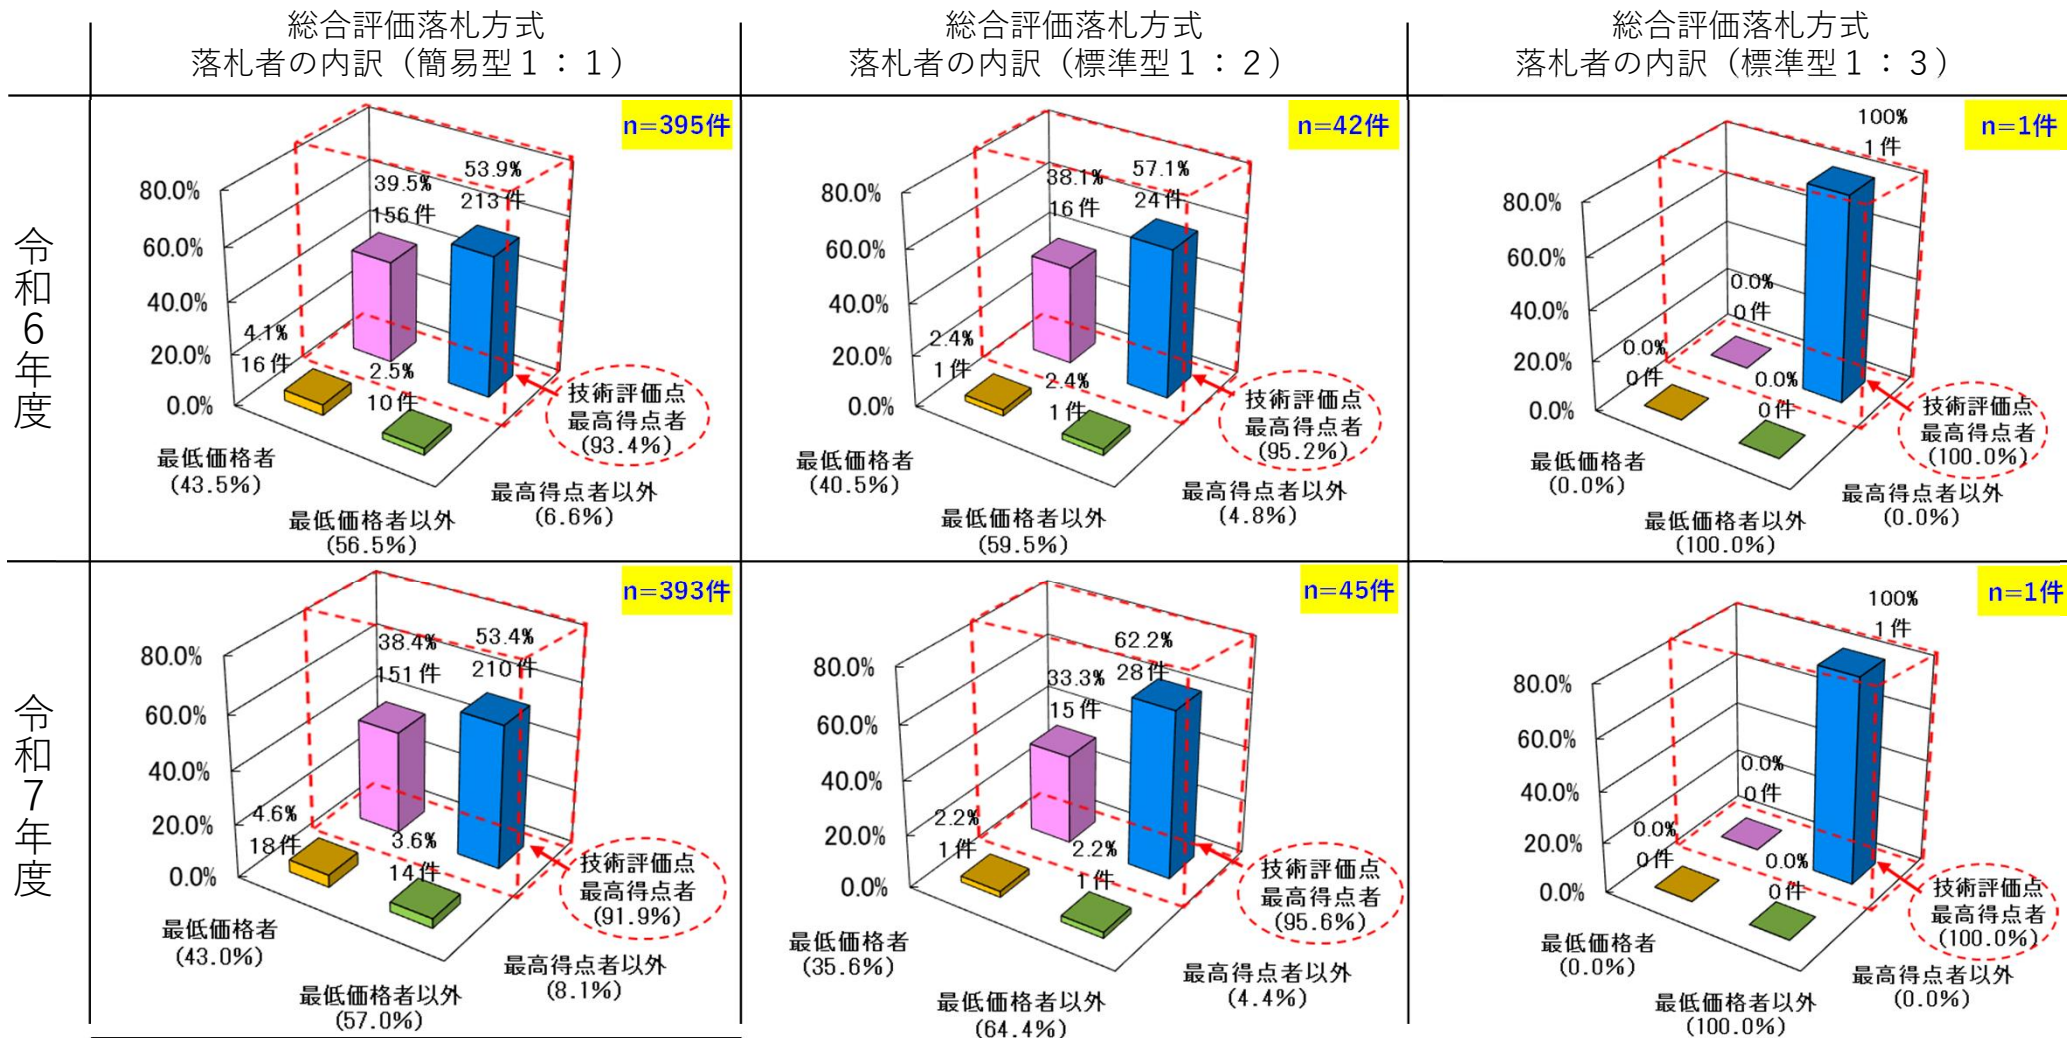 総合評価落札方式
落札者の内訳（簡易型１：１）
総合評価落札方式
落札者の内訳（標準型１：２）
総合評価落札方式
落札者の内訳（標準型１：３）
令和６年度
n=395件
53.9%
213件
39.5%
156件
80.0%
60.0%
40.0%
20.0%
0.0%
4.1%
16件
2.5%
10件
技術評価点
最高得点者
(93.4%)
最低価格者
(43.5%)
最高得点者以外
(6.6%)
最低価格者以外
(56.5%)
n=42件
57.1%
24件
38.1%
16件
80.0%
60.0%
40.0%
20.0%
0.0%
2.4%
1件
2.4%
1件
技術評価点
最高得点者
(95.2%)
最低価格者
(40.5%)
最高得点者以外
(4.8%)
最低価格者以外
(59.5%)
n=1件
100%
1件
80.0%
60.0%
40.0%
20.0%
0.0%
0.0%
0件
0.0%
0件
0.0%
0件
技術評価点
最高得点者
(100.0%)
最低価格者
(0.0%)
最高得点者以外
(0.0%)
最低価格者以外
(100.0%)
令和７年度
n=393件
53.4%
210件
38.4%
151件
80.0%
60.0%
40.0%
20.0%
0.0%
4.6%
18件
3.6%
14件
技術評価点
最高得点者
(91.9%)
最低価格者
(43.0%)
最高得点者以外
(8.1%)
最低価格者以外
(57.0%)
n=45件
62.2%
28件
33.3%
15件
80.0%
60.0%
40.0%
20.0%
0.0%
2.2%
1件
2.2%
1件
技術評価点
最高得点者
(95.6%)
最低価格者
(35.6%)
最高得点者以外
(4.4%)
最低価格者以外
(64.4%)
n=1件
100%
1件
80.0%
60.0%
40.0%
20.0%
0.0%
0.0%
0件
0.0%
0件
0.0%
0件
技術評価点
最高得点者
(100.0%)
最低価格者
(0.0%)
最高得点者以外
(0.0%)
最低価格者以外
(100.0%)